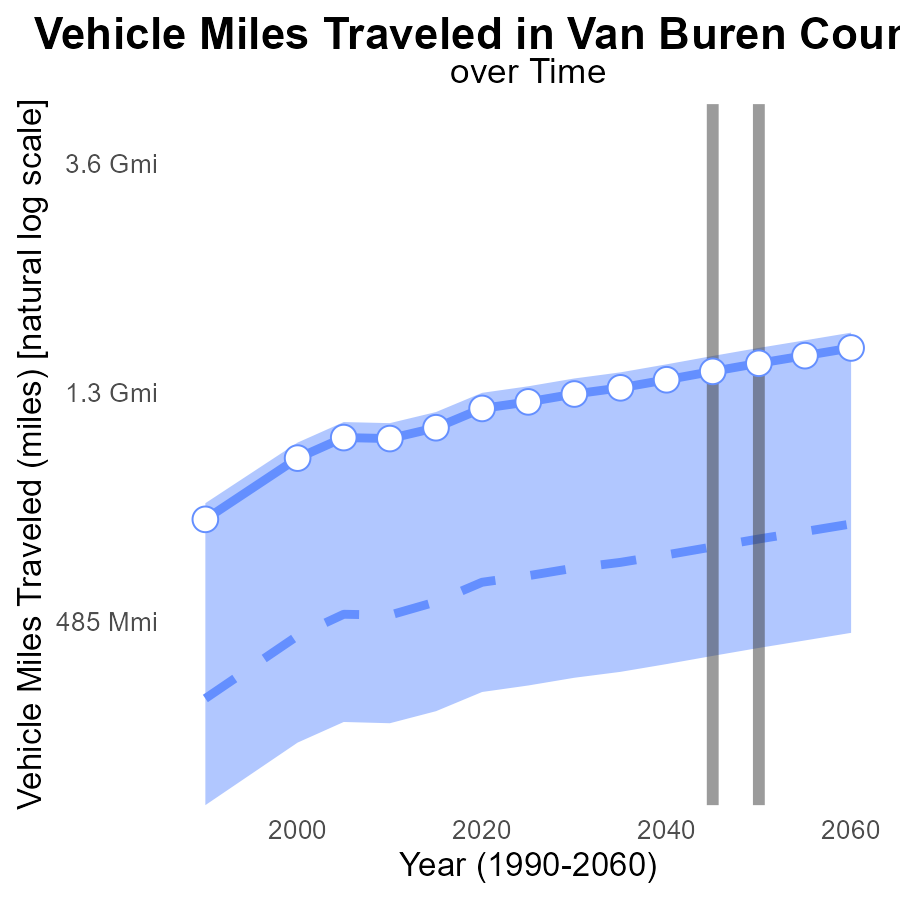 Vehicle Miles Traveled in Van Buren Cour
over Time
Vehicle Miles Traveled (miles) [natural log scale]
3.6 Gmi
1.3 Gmi
485 Mmi
2000 2020 2040 2060
Year (1990-2060)